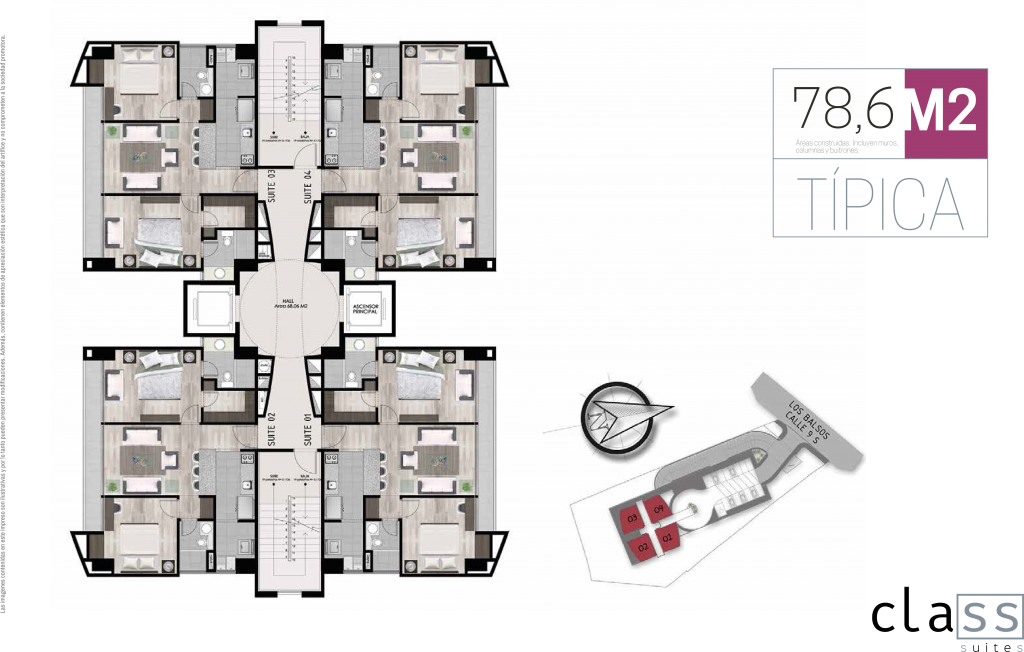 Las imágenes contenidas en este impreso son ilustrativas y por lo tanto pueden presentar modificaciones. Además, contienen elementos de apreciación estética que son interpretación del artífice y no comprometen a la sociedad promotora.
78,6 M2
Áreas construidas. Incluyen muros,
columnas y buitrones.
TÍPICA
SUBE
BAJA
SUITE 03
SUITE 04
HALL
Area 68.06 M2
ASCENSOR
PRINCIPAL
SUITE 02
SUITE 01
SUBE
BAJA
LOS BALSOS
CALLE 9 S
N
03
04
02
01
class
suites